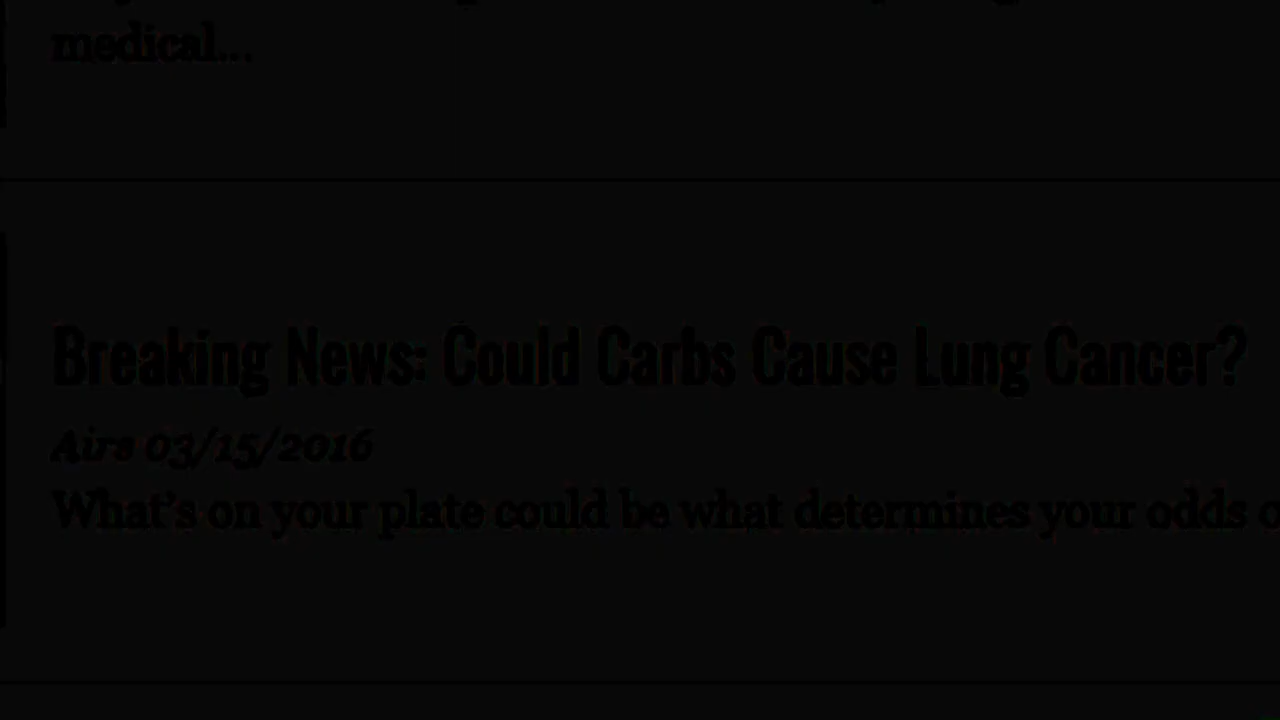 medical...
Breaking News: Could Carbs Cause Lung Cancer?
Airs 03/15/2016
What's on your plate could be what determines your odds